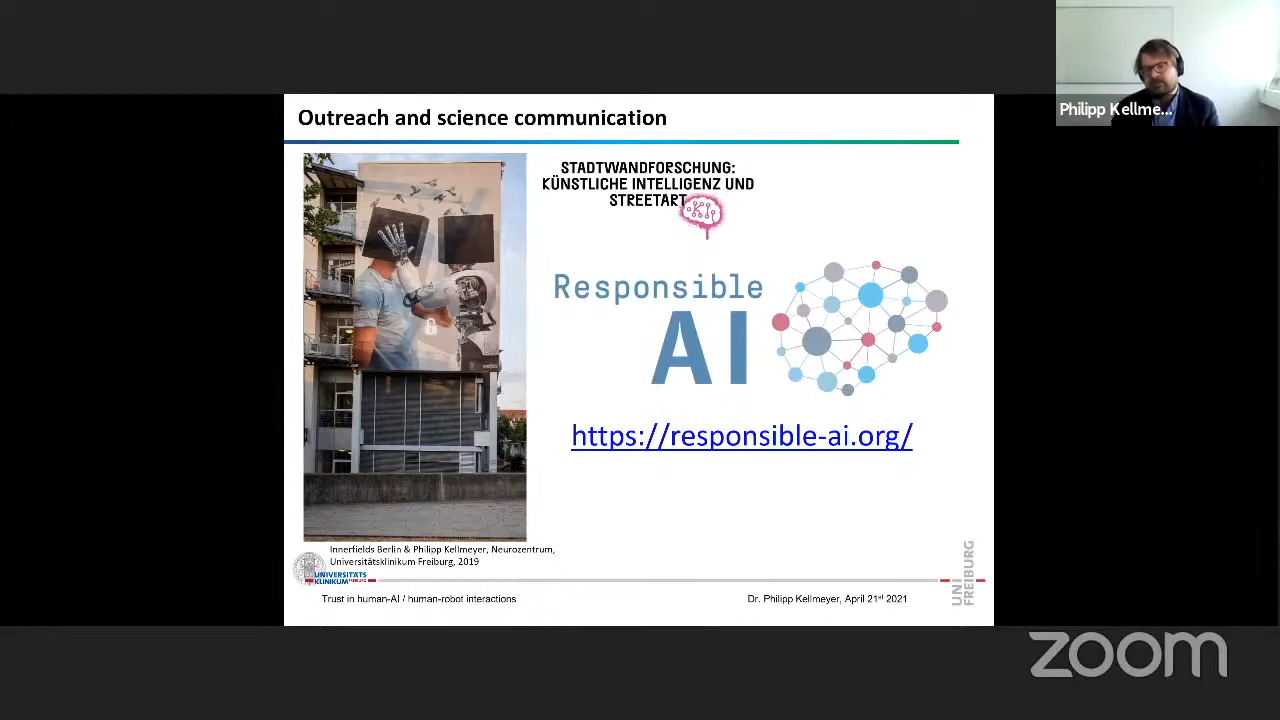 Philipp Kellme...
Outreach and science communication
STADTWANDFORSCHUNG:
KÜNSTLICHE INTELLIGENZ UND
STREETART
KI
Responsible
AI
https://responsible-ai.org/
Innerfields Berlin & Philipp Kellmeyer, Neurozentrum,
Universitätsklinikum Freiburg, 2019
UNIVERSITÄTS
KLINIKUM FREIBURG
Trust in human-AI / human-robot interactions
Dr. Philipp Kellmeyer, April 21st 2021
UNI
FREIBURG
zoom